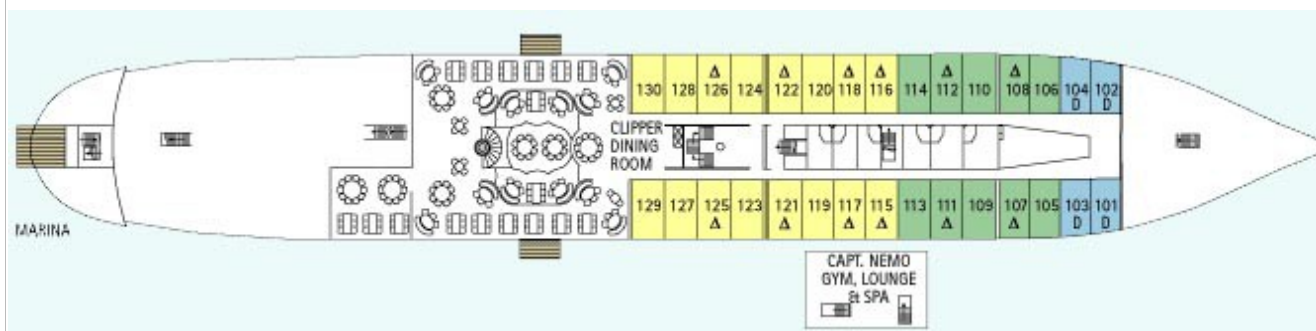 130 128 126 124 122 120 118 116 114 112 110 108 106 104 102
Δ Δ Δ Δ Δ Δ D D
CLIPPER
DINING
ROOM
129 127 125 123 121 119 117 115 113 111 109 107 105 103 101
Δ Δ Δ Δ Δ Δ D D
MARINA
CAPT. NEMO
GYM, LOUNGE
& SPA